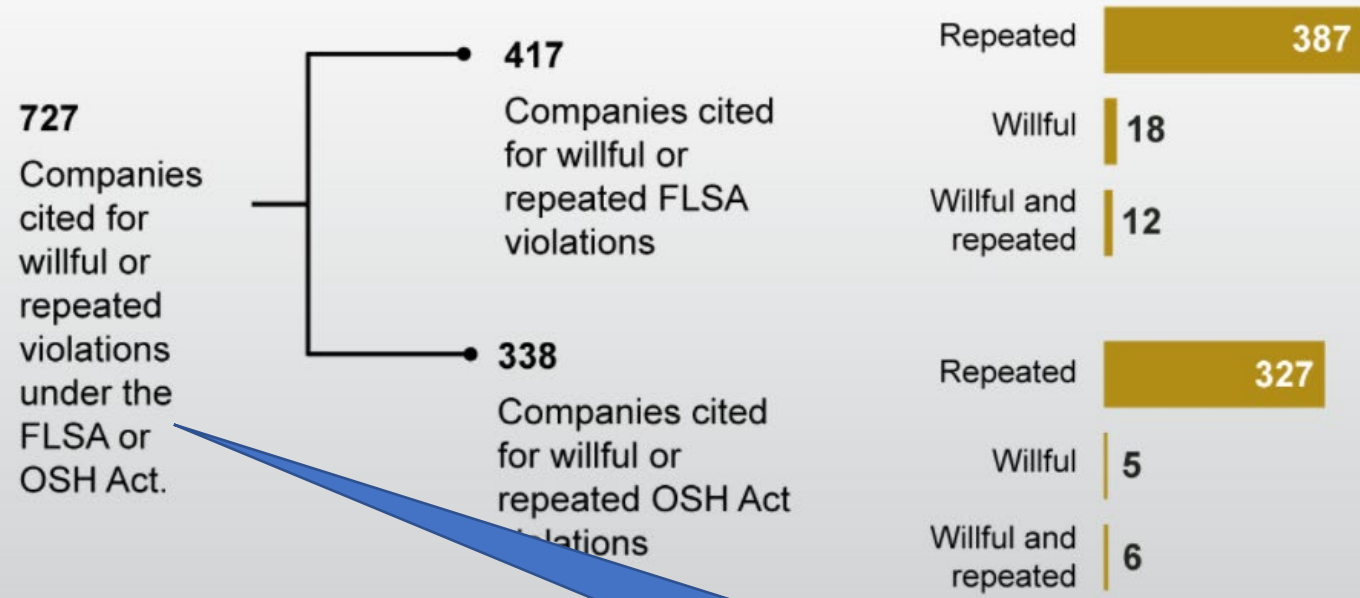 727
Companies
cited for
willful or
repeated
violations
under the
FLSA or
OSH Act.
417
Companies cited
for willful or
repeated FLSA
violations
Repeated 387
Willful 18
Willful and
repeated 12
338
Companies cited
for willful or
repeated OSH Act
violations
Repeated 327
Willful 5
Willful and
repeated 6